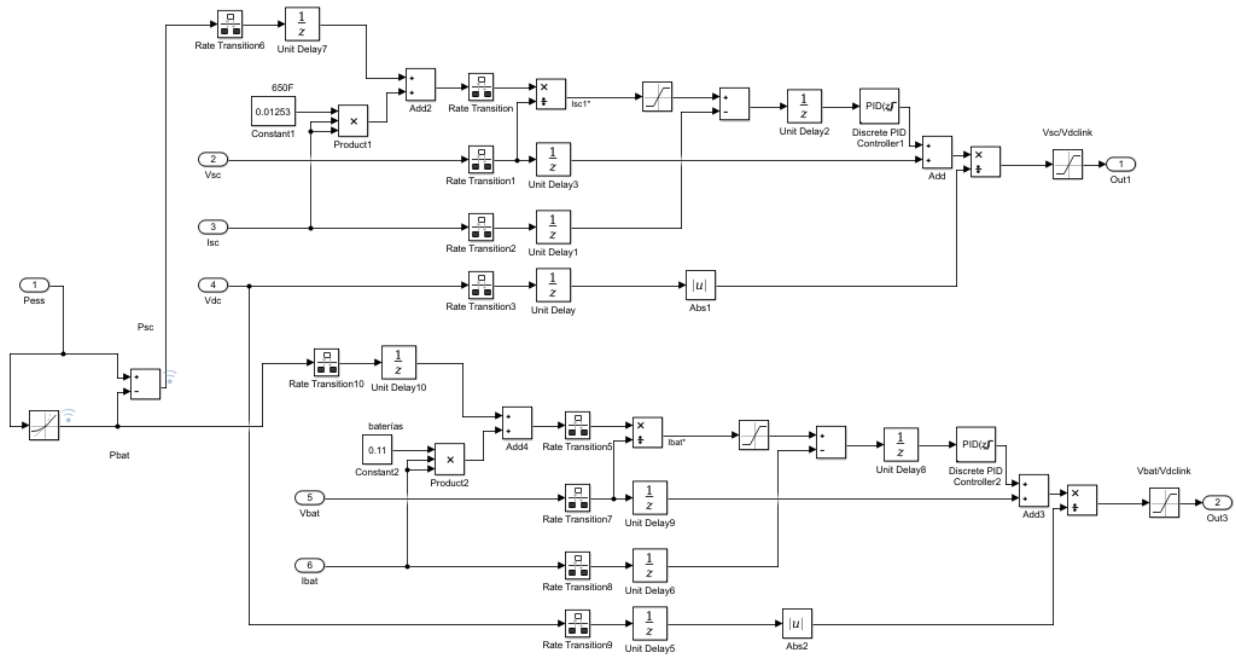 1
z
Rate Transition6
Unit Delay7
650F
0.01253
Constant1
×
Product1
+
+
Add2
Rate Transition
×
÷
Isc1*
+
−
1
z
Unit Delay2
PID(z)
Discrete PID
Controller1
+
+
Add
Vsc/Vdclink
×
÷
1
Out1
2
Vsc
Rate Transition1
1
z
Unit Delay3
3
Isc
Rate Transition2
1
z
Unit Delay1
1
Pess
4
Vdc
Rate Transition3
1
z
Unit Delay
|u|
Abs1
Psc
+
−
Pbat
Rate Transition10
1
z
Unit Delay10
baterías
0.11
Constant2
×
Product2
+
+
Add4
Rate Transition5
×
÷
Ibat*
+
−
1
z
Unit Delay8
PID(z)
Discrete PID
Controller2
+
+
Add3
Vbat/Vdclink
×
÷
2
Out3
5
Vbat
Rate Transition7
1
z
Unit Delay9
6
Ibat
Rate Transition8
1
z
Unit Delay6
Rate Transition9
1
z
Unit Delay5
|u|
Abs2